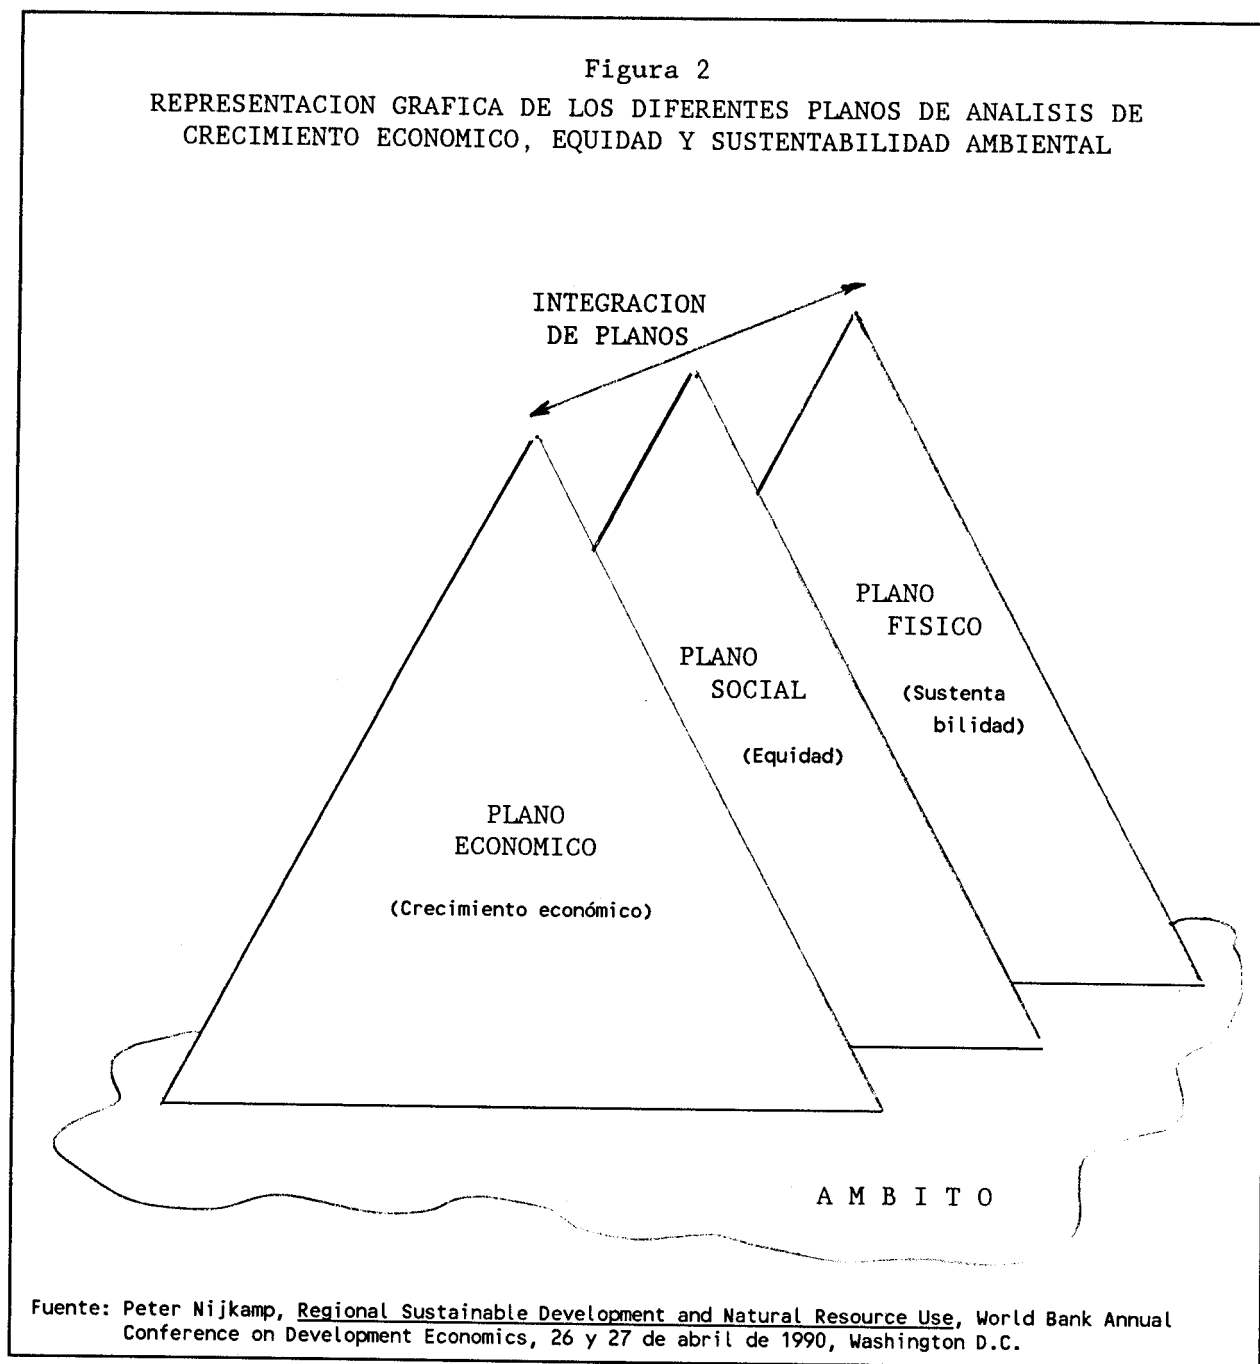 Figura 2
REPRESENTACION GRAFICA DE LOS DIFERENTES PLANOS DE ANALISIS DE
CRECIMIENTO ECONOMICO, EQUIDAD Y SUSTENTABILIDAD AMBIENTAL
INTEGRACION
DE PLANOS
PLANO
FISICO
(Sustenta
bilidad)
PLANO
SOCIAL
(Equidad)
PLANO
ECONOMICO
(Crecimiento económico)
A M B I T O
Fuente: Peter Nijkamp, Regional Sustainable Development and Natural Resource Use, World Bank Annual
Conference on Development Economics, 26 y 27 de abril de 1990, Washington D.C.